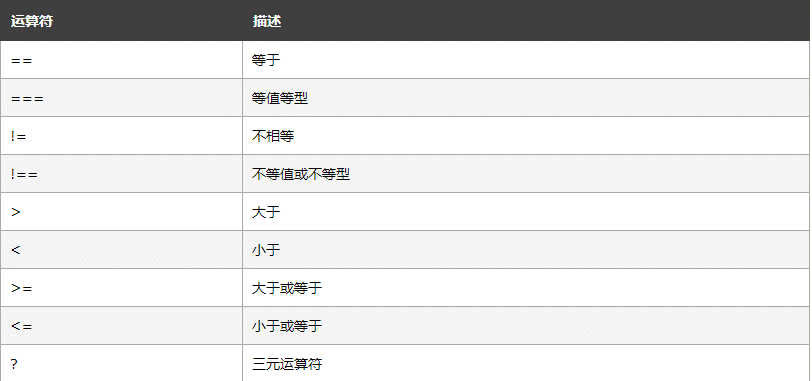 运算符 描述
== 等于
=== 等值等型
!= 不相等
!== 不等值或不等型
> 大于
< 小于
>= 大于或等于
<= 小于或等于
? 三元运算符